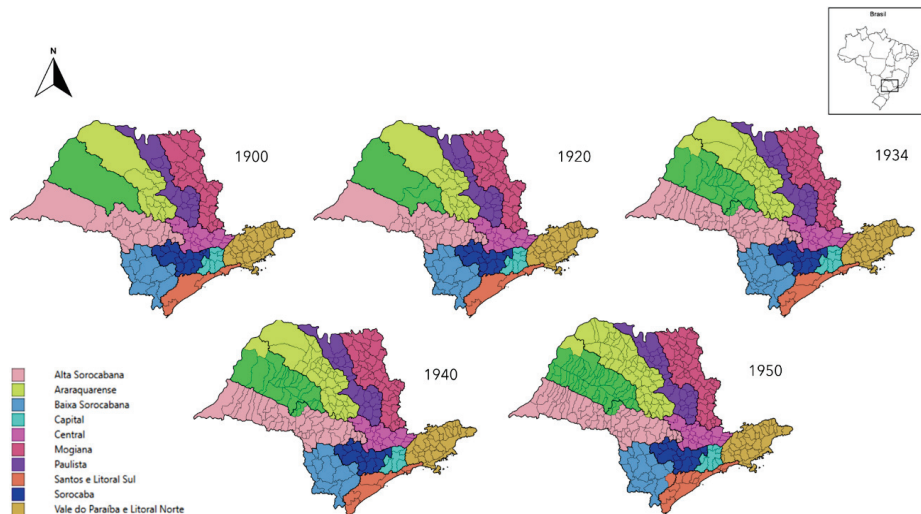 Brasil
N
1900
1920
1934
1940
1950
Alta Sorocabana
Araraquarense
Baixa Sorocabana
Capital
Central
Mogiana
Paulista
Santos e Litoral Sul
Sorocaba
Vale do Paraíba e Litoral Norte